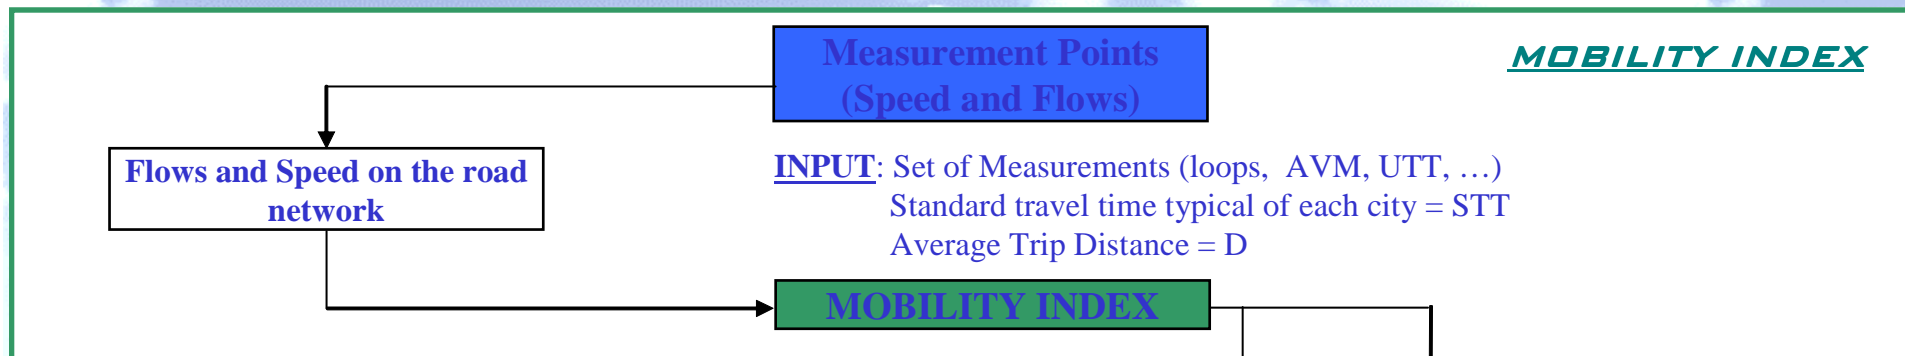 Measurement Points
(Speed and Flows)
MOBILITY INDEX
Flows and Speed on the road
network
INPUT: Set of Measurements (loops, AVM, UTT, …)
Standard travel time typical of each city = STT
Average Trip Distance = D
MOBILITY INDEX